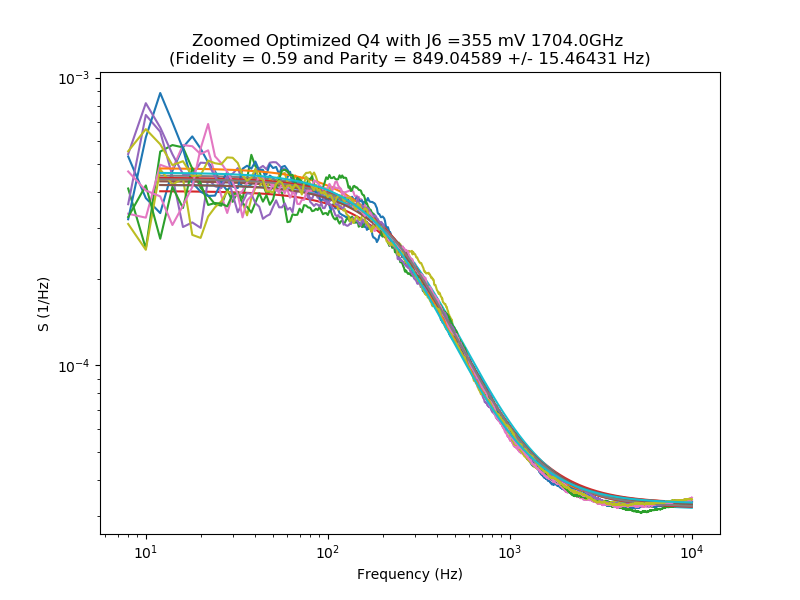 Zoomed Optimized Q4 with J6 =355 mV 1704.0GHz
(Fidelity = 0.59 and Parity = 849.04589 +/- 15.46431 Hz)
10⁻³
10⁻⁴
S (1/Hz)
10¹ 10² 10³ 10⁴
Frequency (Hz)